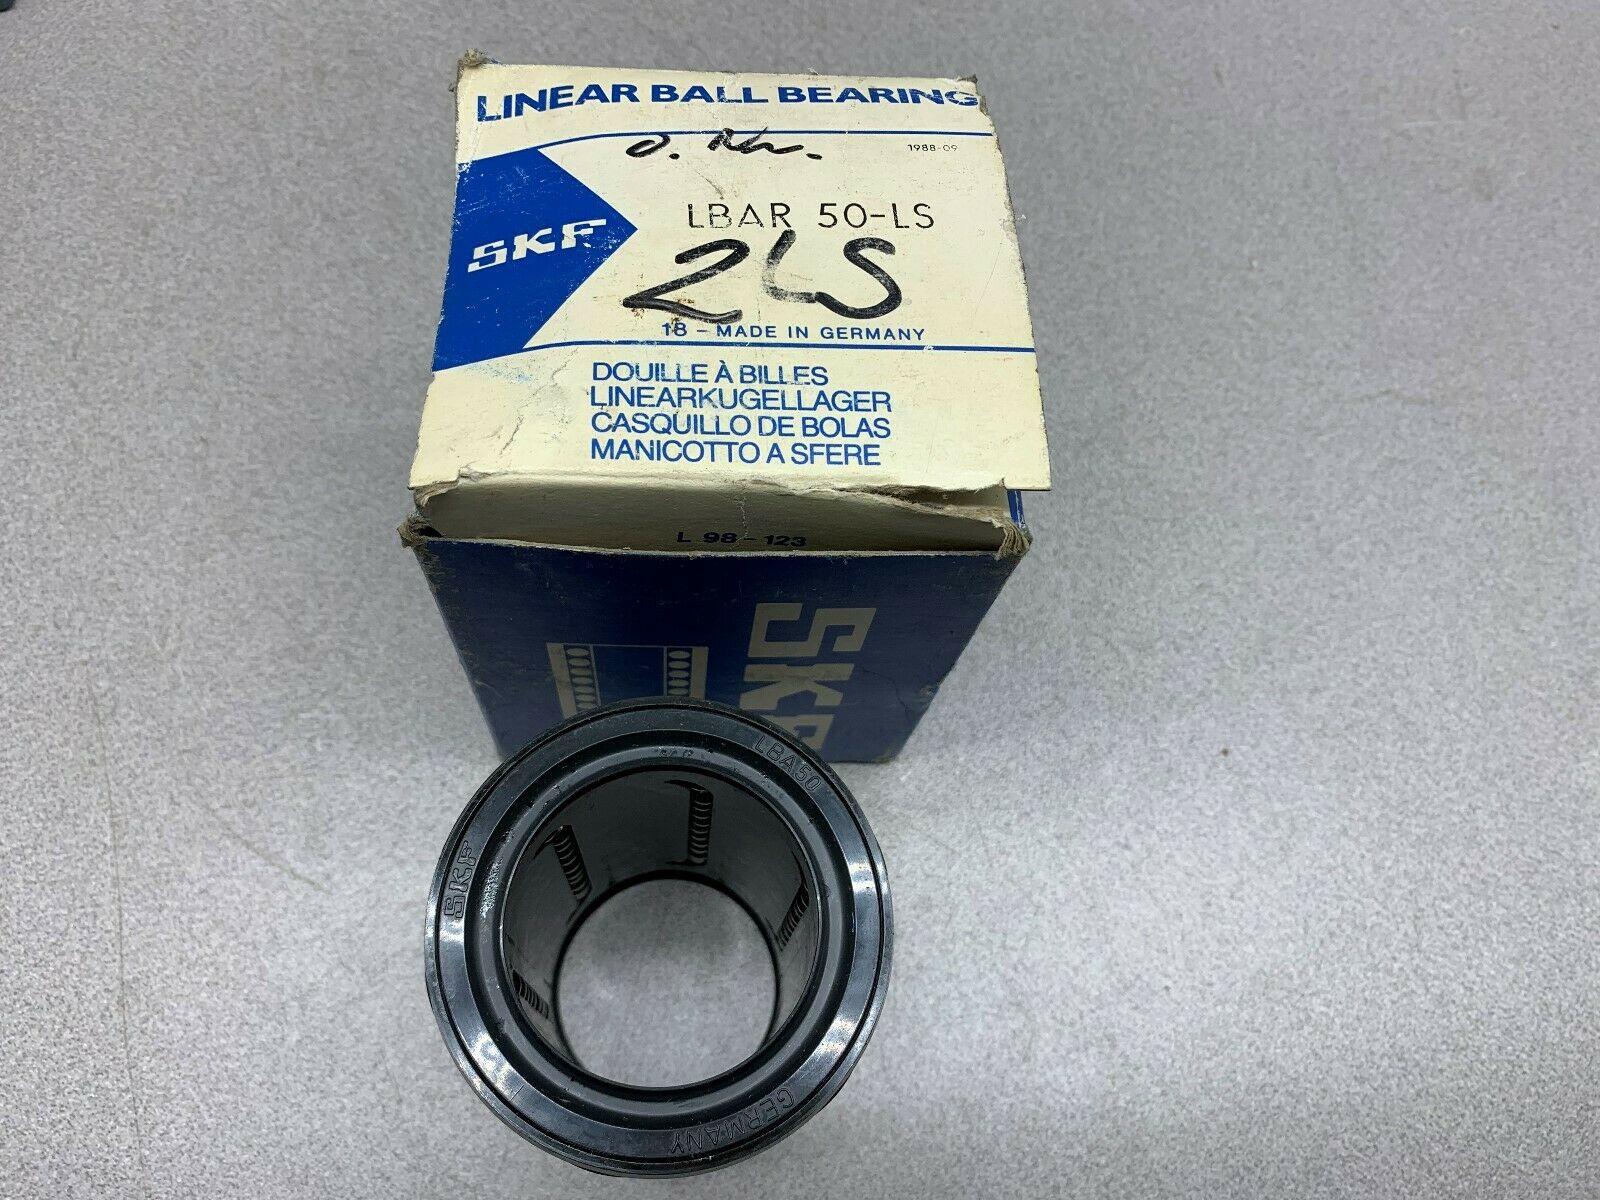 LINEAR BALL BEARING
1988-09
SKF
LBAR 50-LS
2LS
18 - MADE IN GERMANY
DOUILLE À BILLES
LINEARKUGELLAGER
CASQUILLO DE BOLAS
MANICOTTO A SFERE
L 98-123
SKF
LBA50
SKF
GERMANY